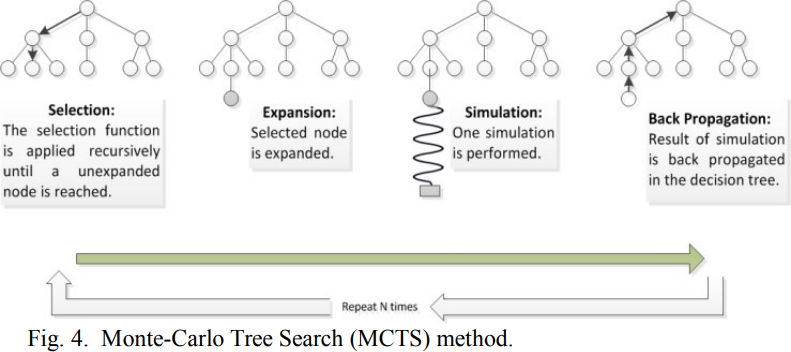 Selection:
The selection function
is applied recursively
until a unexpanded
node is reached.
Expansion:
Selected node
is expanded.
Simulation:
One simulation
is performed.
Back Propagation:
Result of simulation
is back propagated
in the decision tree.
Repeat N times
Fig. 4. Monte-Carlo Tree Search (MCTS) method.